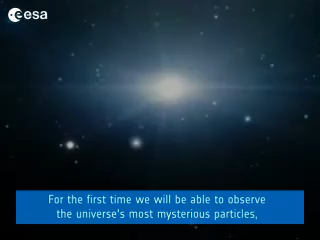 esa
For the first time we will be able to observe
the universe's most mysterious particles,